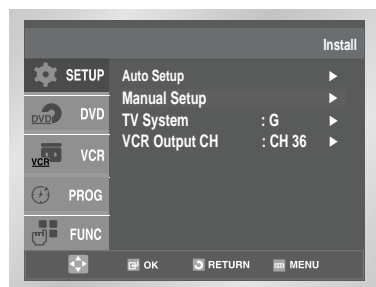 Install
SETUP
DVD DVD
VCR VCR
PROG
FUNC
Auto Setup
Manual Setup
TV System : G
VCR Output CH : CH 36
OK RETURN MENU